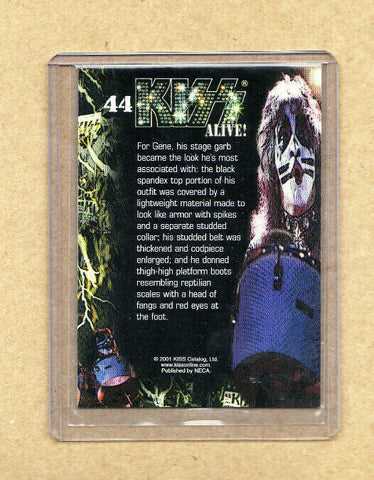 44 KISS®
ALIVE!
For Gene, his stage garb
became the look he's most
associated with: the black
spandex top portion of his
outfit was covered by a
lightweight material made to
look like armor with spikes
and a separate studded
collar; his studded belt was
thickened and codpiece
enlarged; and he donned
thigh-high platform boots
resembling reptilian
scales with a head of
fangs and red eyes at
the foot.
© 2001 KISS Catalog, Ltd.
www.kissonline.com
Published by NECA.